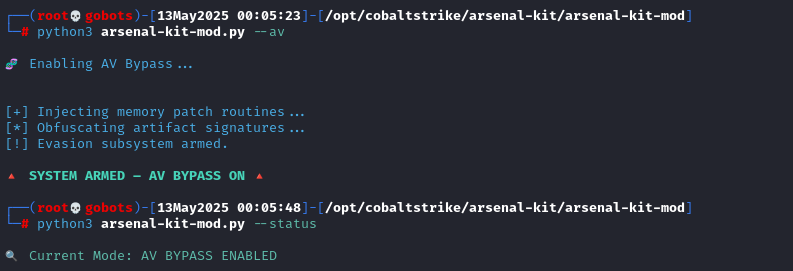 ┌──(root💀gobots)-[13May2025 00:05:23]-[/opt/cobaltstrike/arsenal-kit/arsenal-kit-mod]
└─# python3 arsenal-kit-mod.py --av
🧬 Enabling AV Bypass...
[+] Injecting memory patch routines...
[*] Obfuscating artifact signatures...
[!] Evasion subsystem armed.
🔺 SYSTEM ARMED — AV BYPASS ON 🔺
┌──(root💀gobots)-[13May2025 00:05:48]-[/opt/cobaltstrike/arsenal-kit/arsenal-kit-mod]
└─# python3 arsenal-kit-mod.py --status
🔍 Current Mode: AV BYPASS ENABLED